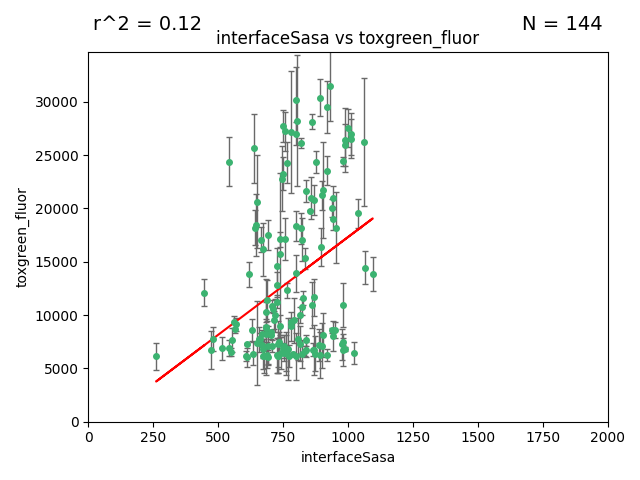 r^2 = 0.12
N = 144
interfaceSasa vs toxgreen_fluor
toxgreen_fluor
30000
25000
20000
15000
10000
5000
0
0 250 500 750 1000 1250 1500 1750 2000
interfaceSasa